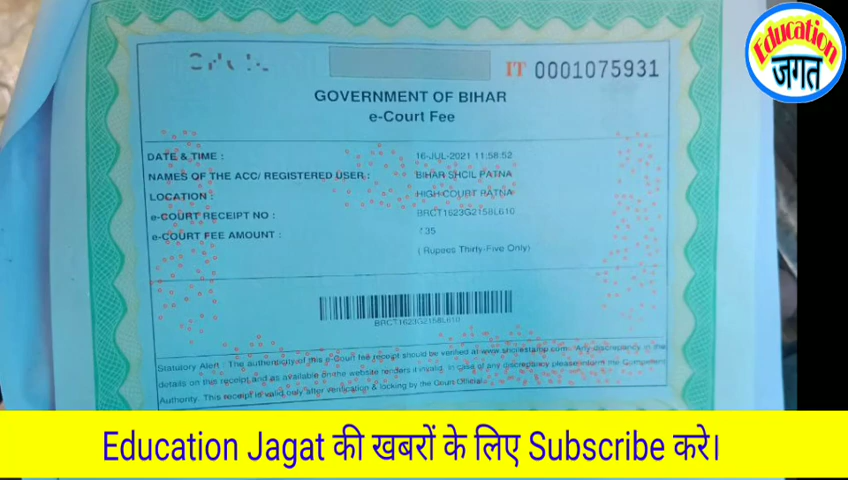 Education
जगत
IT 0001075931
GOVERNMENT OF BIHAR
e-Court Fee
DATE & TIME : 16-JUL-2021 11:58:52
NAMES OF THE ACC/ REGISTERED USER : BIHAR SHCIL PATNA
LOCATION : HIGH COURT PATNA
e-COURT RECEIPT NO : BRCT1623G2158L610
e-COURT FEE AMOUNT : ₹35
( Rupees Thirty-Five Only)
BRCT1623G2158L610
Statutory Alert : The authenticity of this e-Court fee receipt should be verified at www.shcilestamp.com. Any discrepancy in the
details on this receipt and as available on the website renders it invalid. In case of any discrepancy please inform the Competent
Authority. This receipt is valid only after verification & locking by the Court Official.
Education Jagat की खबरों के लिए Subscribe करे।